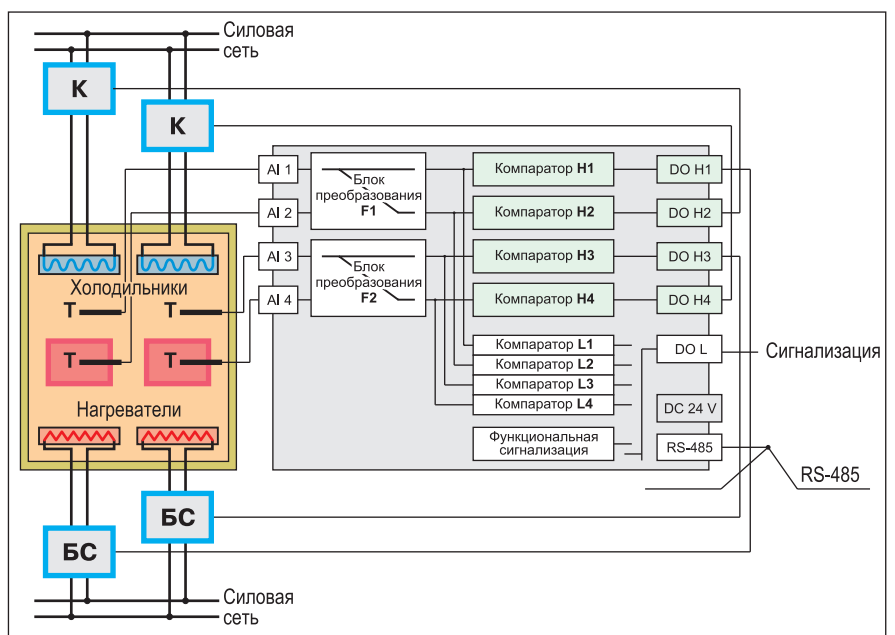 Силовая
сеть
К
К
AI 1
Блок
преобразования
F1
Компаратор H1
DO H1
AI 2
Компаратор H2
DO H2
AI 3
Блок
преобразования
F2
Компаратор H3
DO H3
AI 4
Компаратор H4
DO H4
Холодильники
Т
Т
Т
Т
Нагреватели
Компаратор L1
Компаратор L2
Компаратор L3
Компаратор L4
DO L
Сигнализация
DC 24 V
Функциональная
сигнализация
RS-485
RS-485
БС
БС
Силовая
сеть